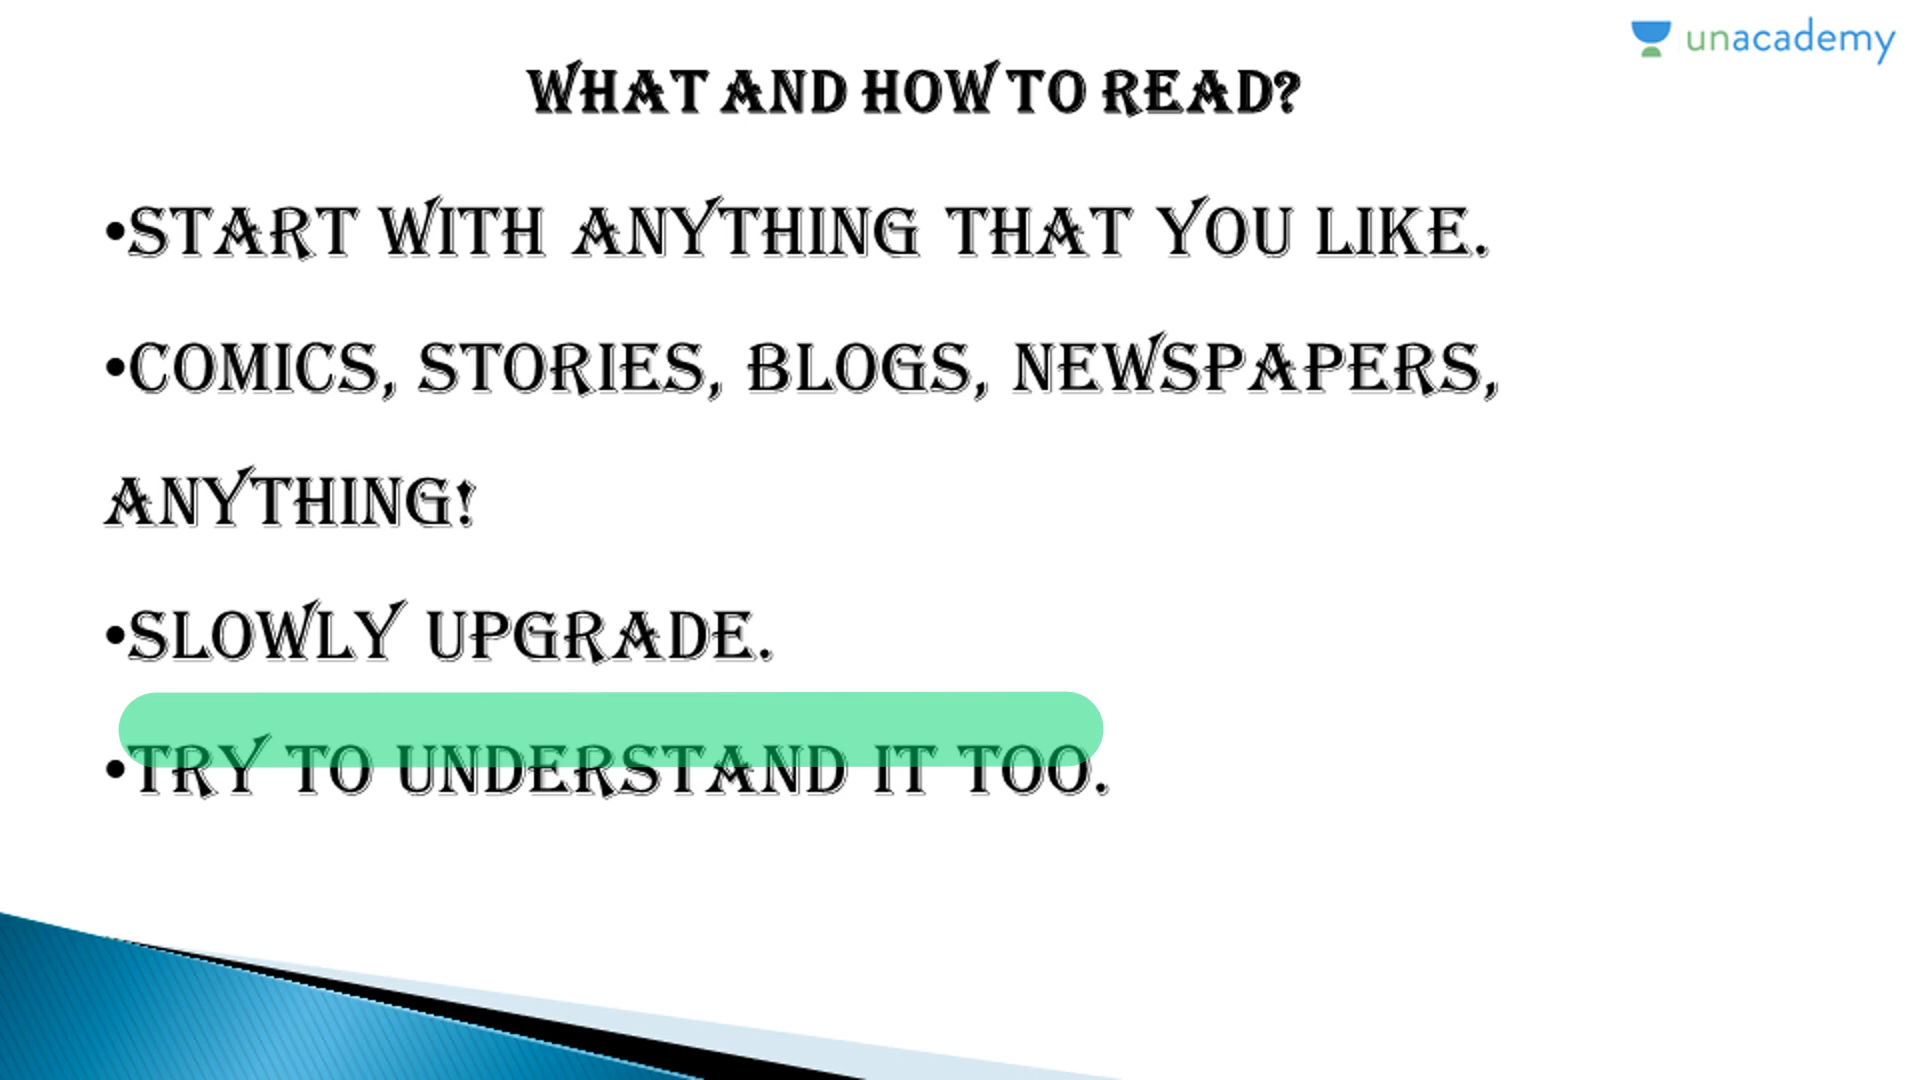 unacademy
WHAT AND HOW TO READ?
•START WITH ANYTHING THAT YOU LIKE.
•COMICS, STORIES, BLOGS, NEWSPAPERS,
ANYTHING!
•SLOWLY UPGRADE.
•TRY TO UNDERSTAND IT TOO.